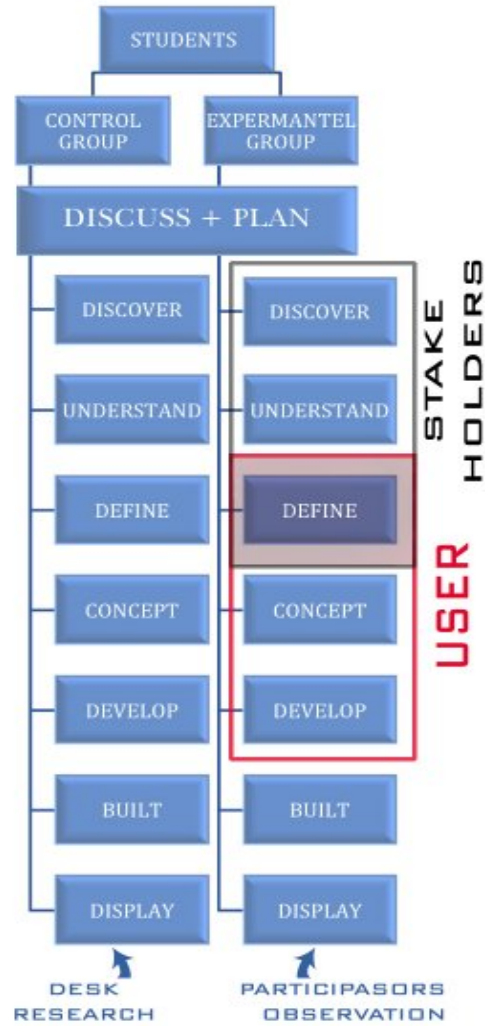 STUDENTS
CONTROL
GROUP
EXPERMANTEL
GROUP
DISCUSS + PLAN
DISCOVER
UNDERSTAND
DEFINE
CONCEPT
DEVELOP
BUILT
DISPLAY
DISCOVER
UNDERSTAND
DEFINE
CONCEPT
DEVELOP
BUILT
DISPLAY
STAKE
HOLDERS
USER
DESK
RESEARCH
PARTICIPASORS
OBSERVATION